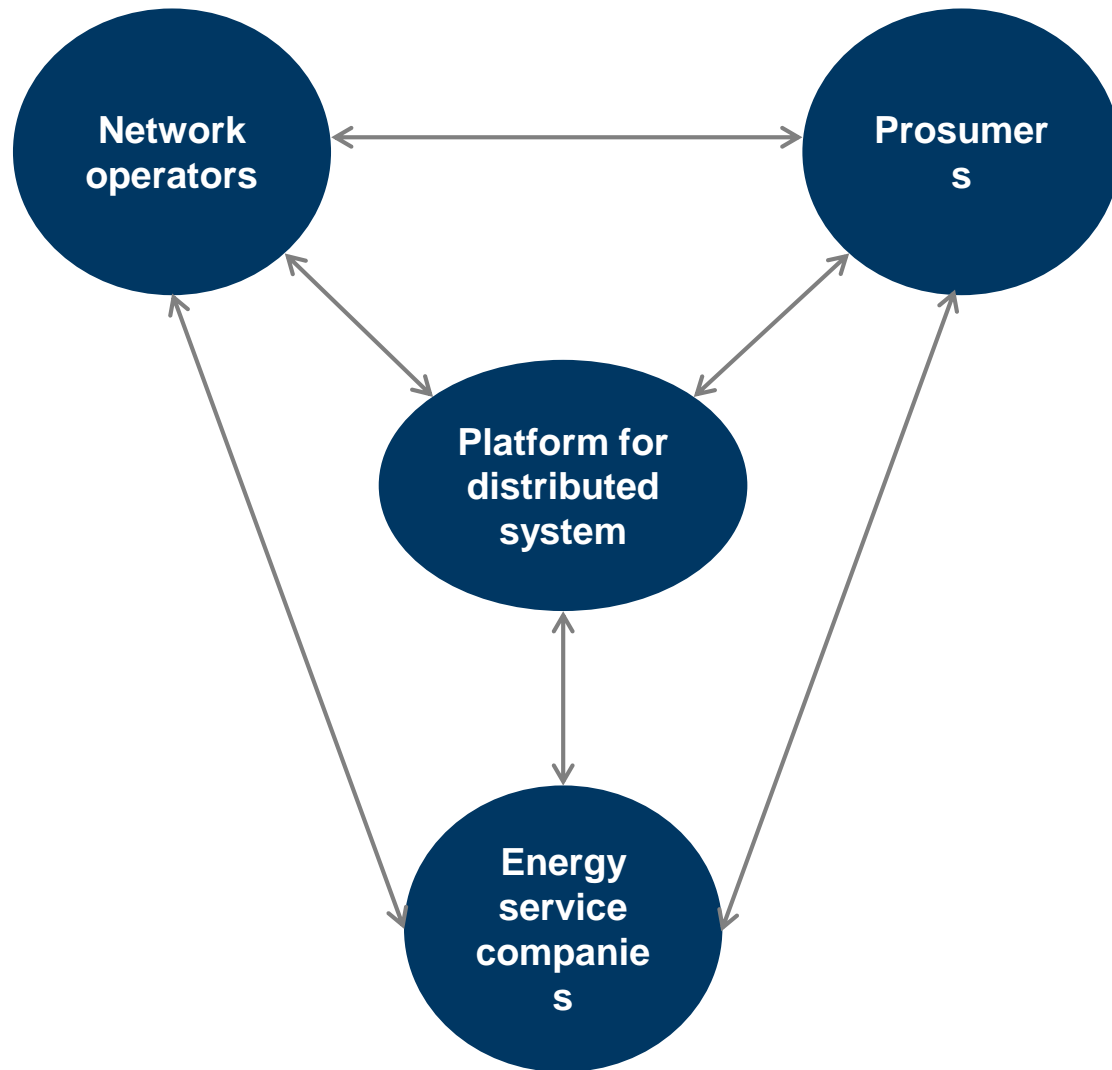 Network
operators
Prosumer
s
Platform for
distributed
system
Energy
service
companie
s